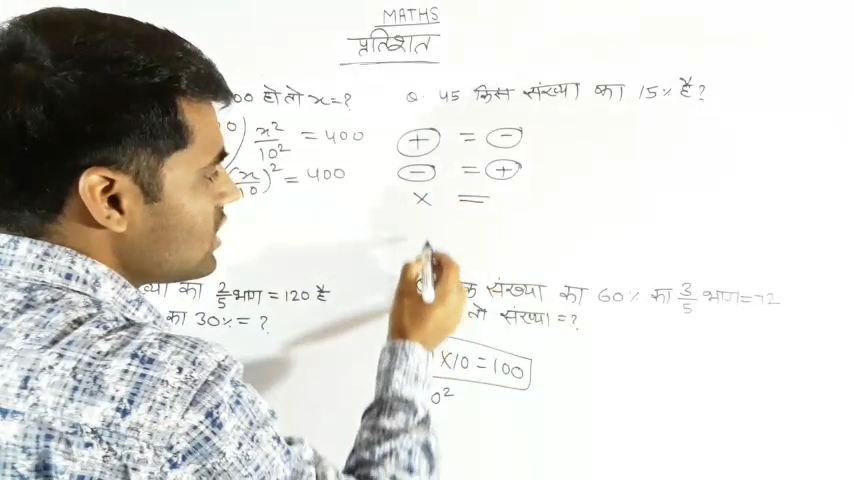 MATHS
प्रतिशत
00 हो तो x=?
x²/10² = 400
(x/10)² = 400
Q. 45 किस संख्या का 15% है?
+ = -
- = +
× =
ख्या का 2/5 भाग = 120 है
का 30% = ?
क संख्या का 60% का 3/5 भाग = 72
तो संख्या = ?
×10 = 100
0²